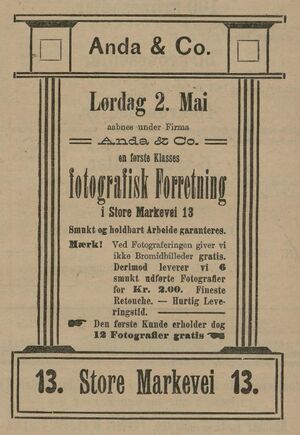 Anda & Co.
Lørdag 2. Mai
aabnes under Firma
Anda & Co.
en første Klasses
fotografisk Forretning
i Store Markevei 13
Smukt og holdbart Arbeide garanteres.
Mærk! Ved Fotograferingen giver vi
ikke Bromidbilleder gratis.
Derimod leverer vi 6
smukt udførte Fotografier
for Kr. 2.00. Fineste
Retouche. — Hurtig Leve-
ringstid.
Den første Kunde erholder dog
12 Fotografier gratis
13. Store Markevei 13.